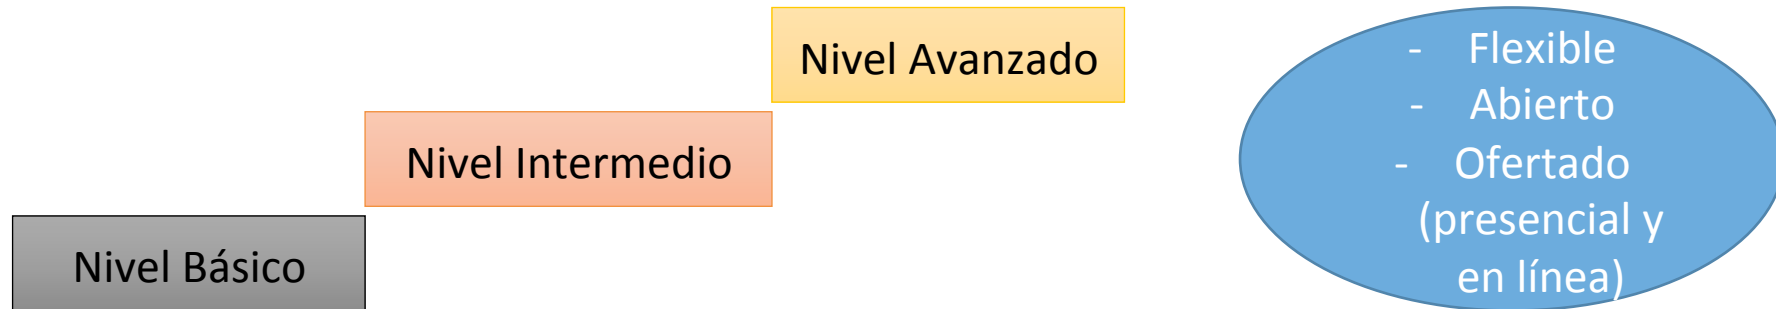 Nivel Avanzado
Nivel Intermedio
Nivel Básico
- Flexible
- Abierto
- Ofertado
(presencial y
en línea)